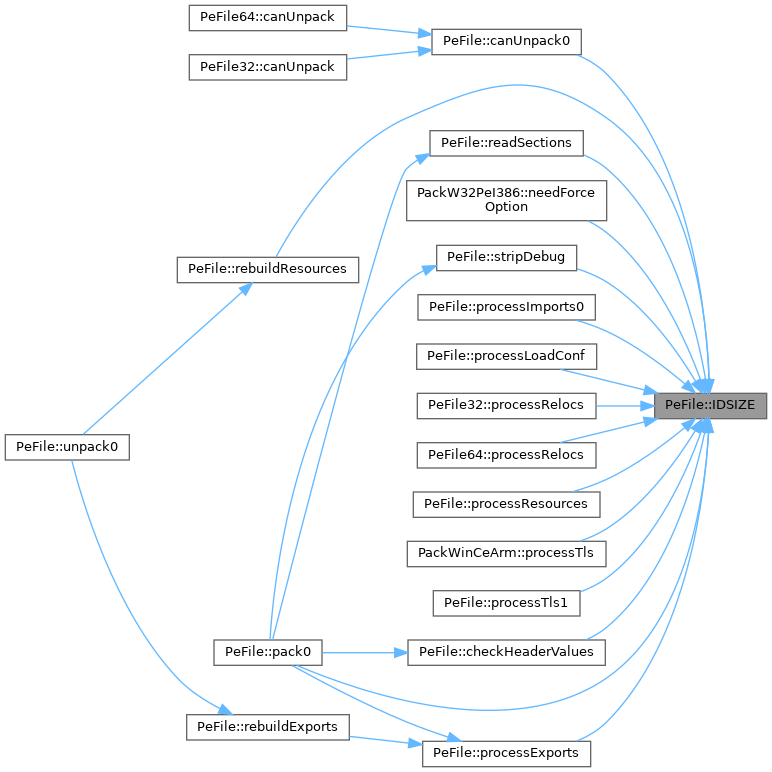 PeFile64::canUnpack
PeFile::canUnpack0
PeFile32::canUnpack
PeFile::readSections
PackW32PeI386::needForce
Option
PeFile::stripDebug
PeFile::rebuildResources
PeFile::processImports0
PeFile::processLoadConf
PeFile32::processRelocs
PeFile::IDSIZE
PeFile::unpack0
PeFile64::processRelocs
PeFile::processResources
PackWinCeArm::processTls
PeFile::processTls1
PeFile::pack0
PeFile::checkHeaderValues
PeFile::rebuildExports
PeFile::processExports